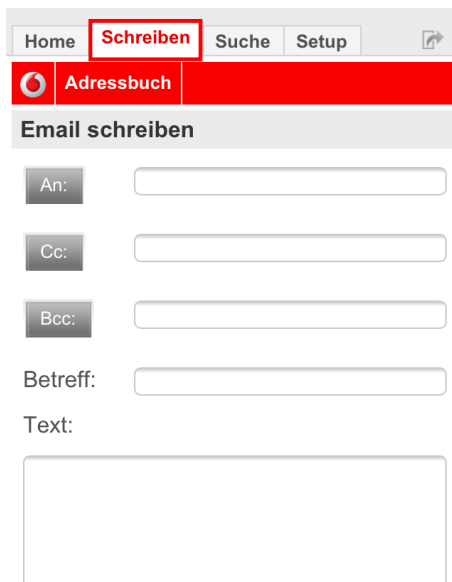 Home Schreiben Suche Setup
Adressbuch
Email schreiben
An:
Cc:
Bcc:
Betreff:
Text: